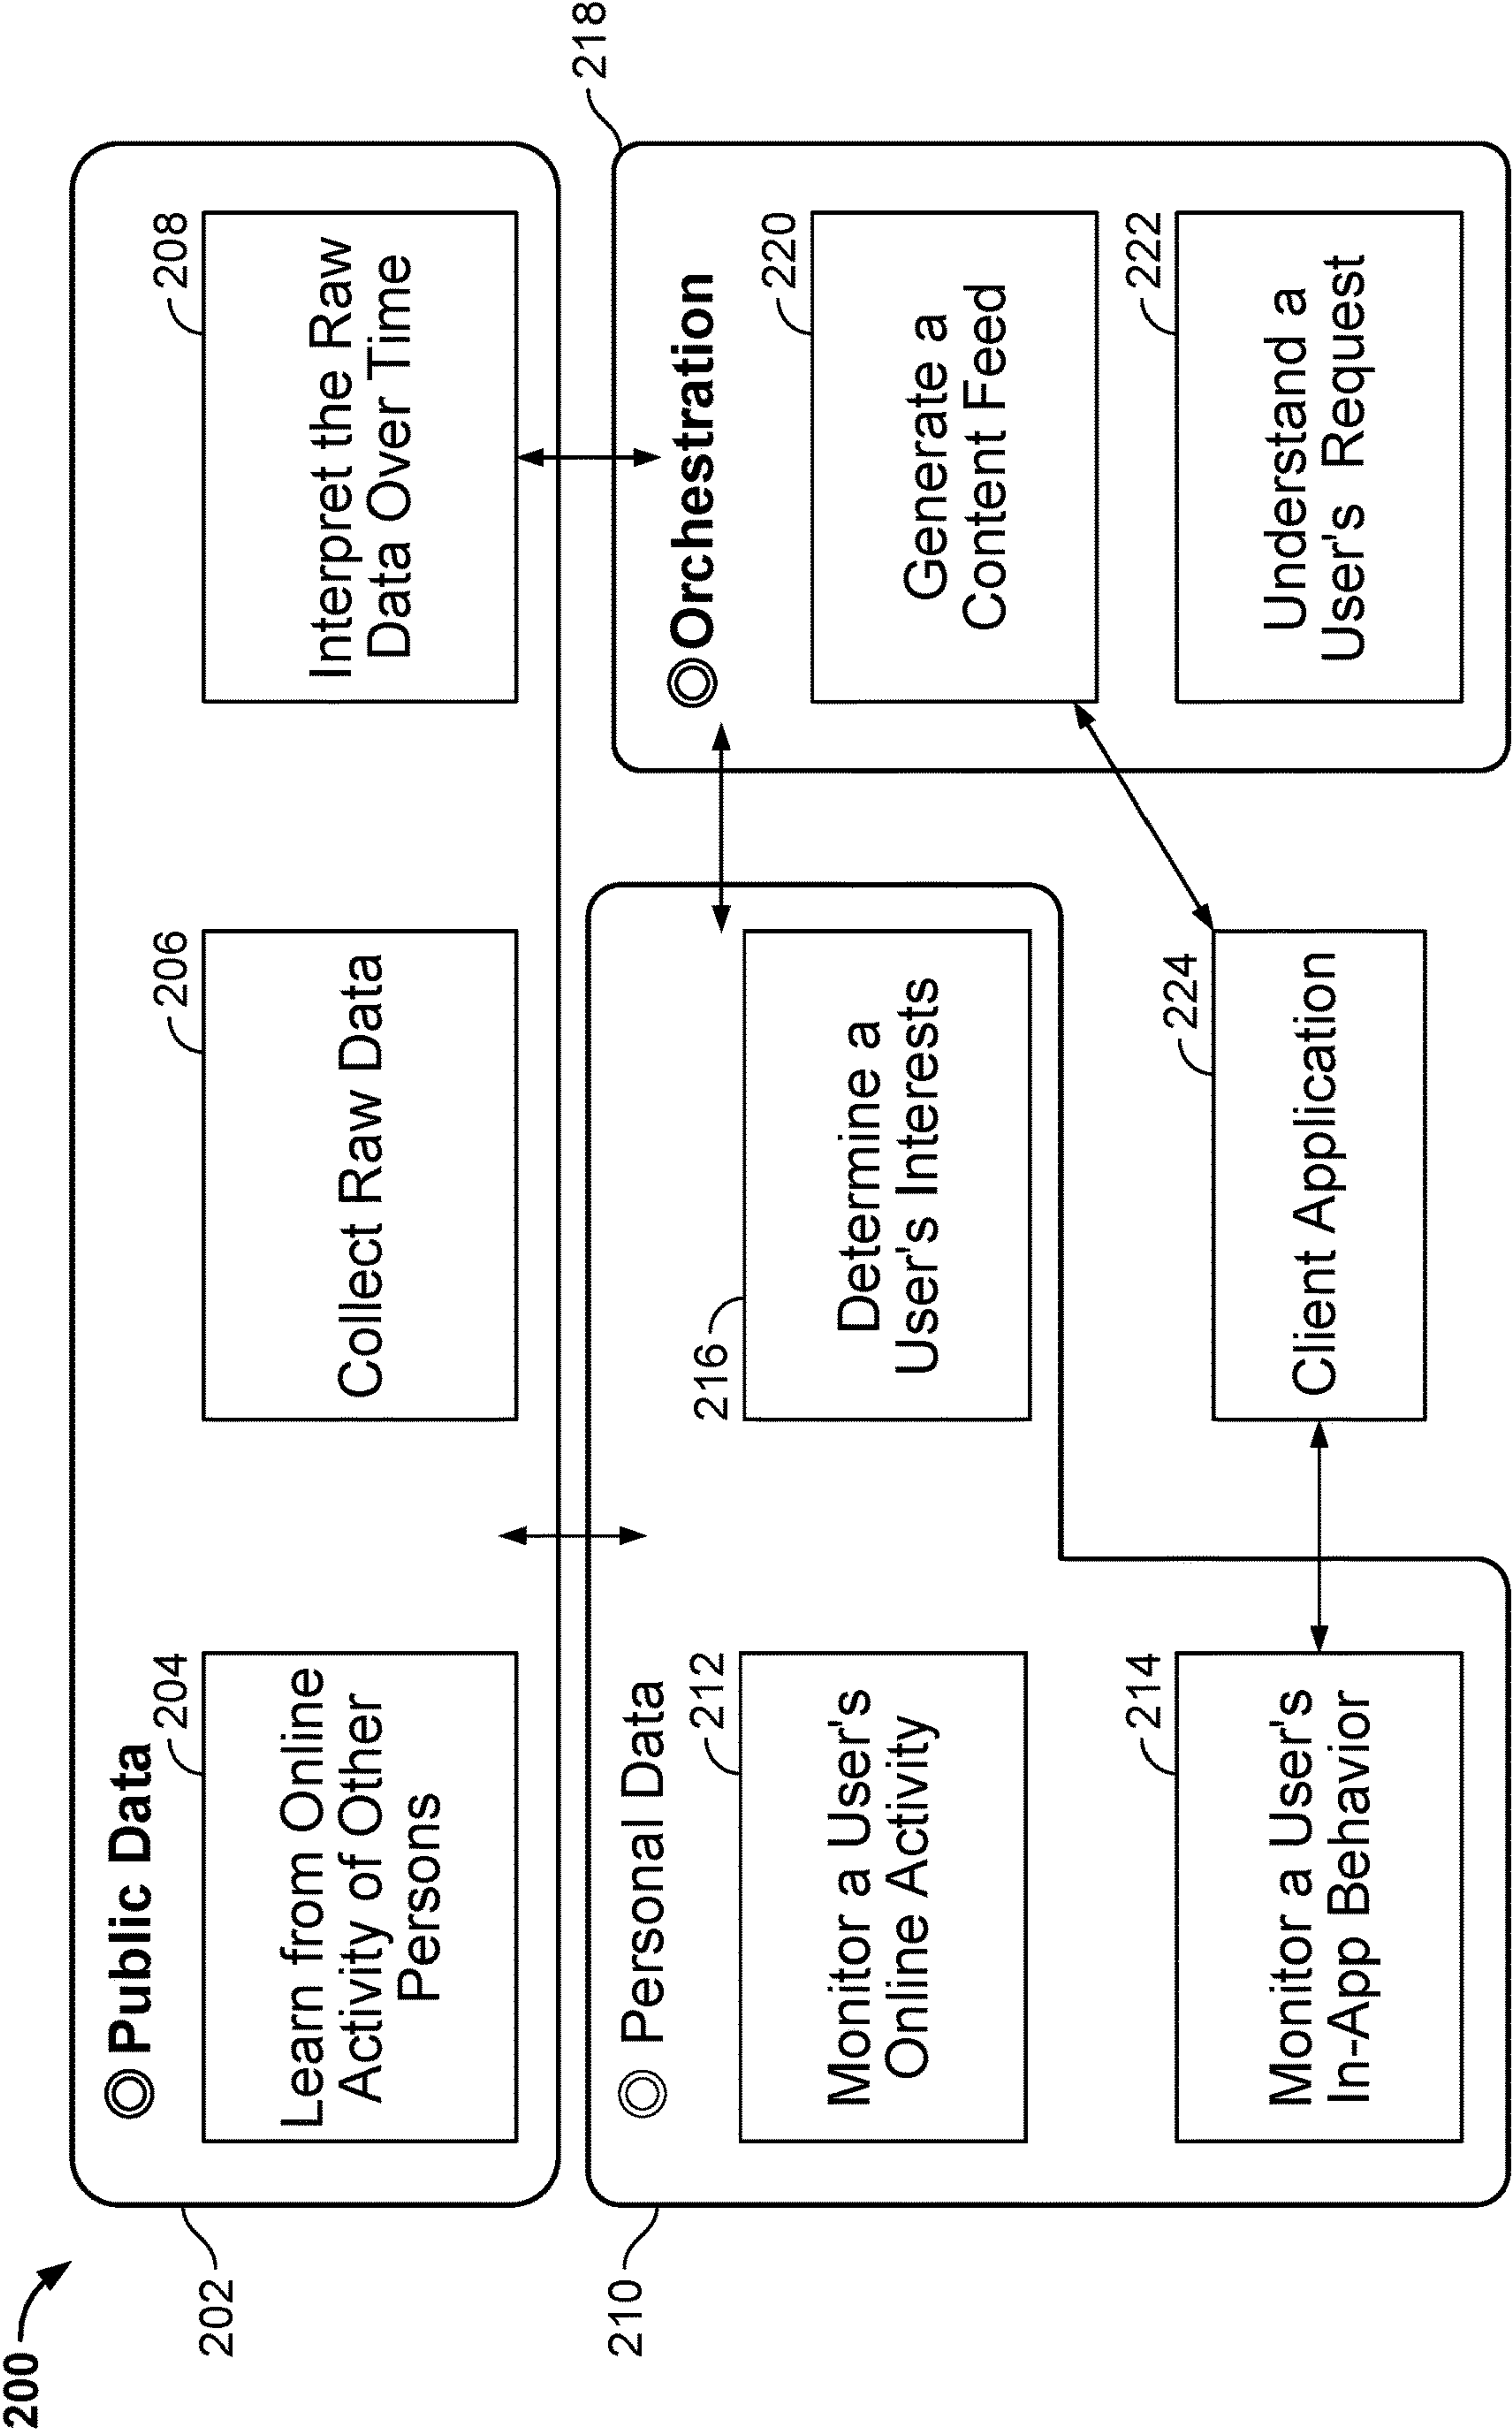 200
202
Public Data
204
Learn from Online
Activity of Other
Persons
206
Collect Raw Data
208
Interpret the Raw
Data Over Time
210
Personal Data
212
Monitor a User's
Online Activity
216
Determine a
User's Interests
214
Monitor a User's
In-App Behavior
224
Client Application
218
Orchestration
220
Generate a
Content Feed
222
Understand a
User's Request